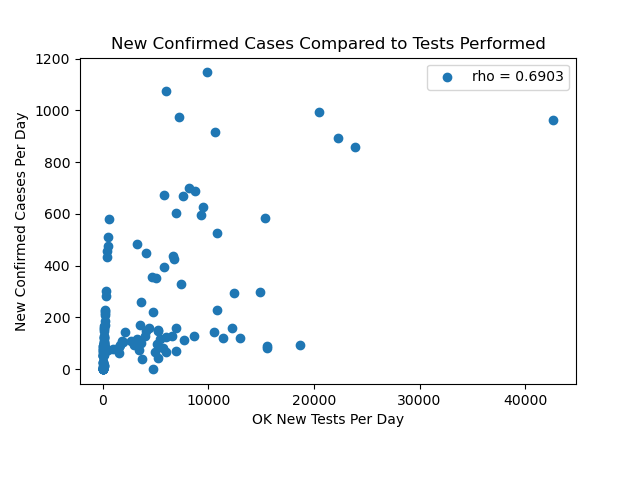 New Confirmed Cases Compared to Tests Performed
rho = 0.6903
New Confirmed Caeses Per Day
1200
1000
800
600
400
200
0
0 10000 20000 30000 40000
OK New Tests Per Day